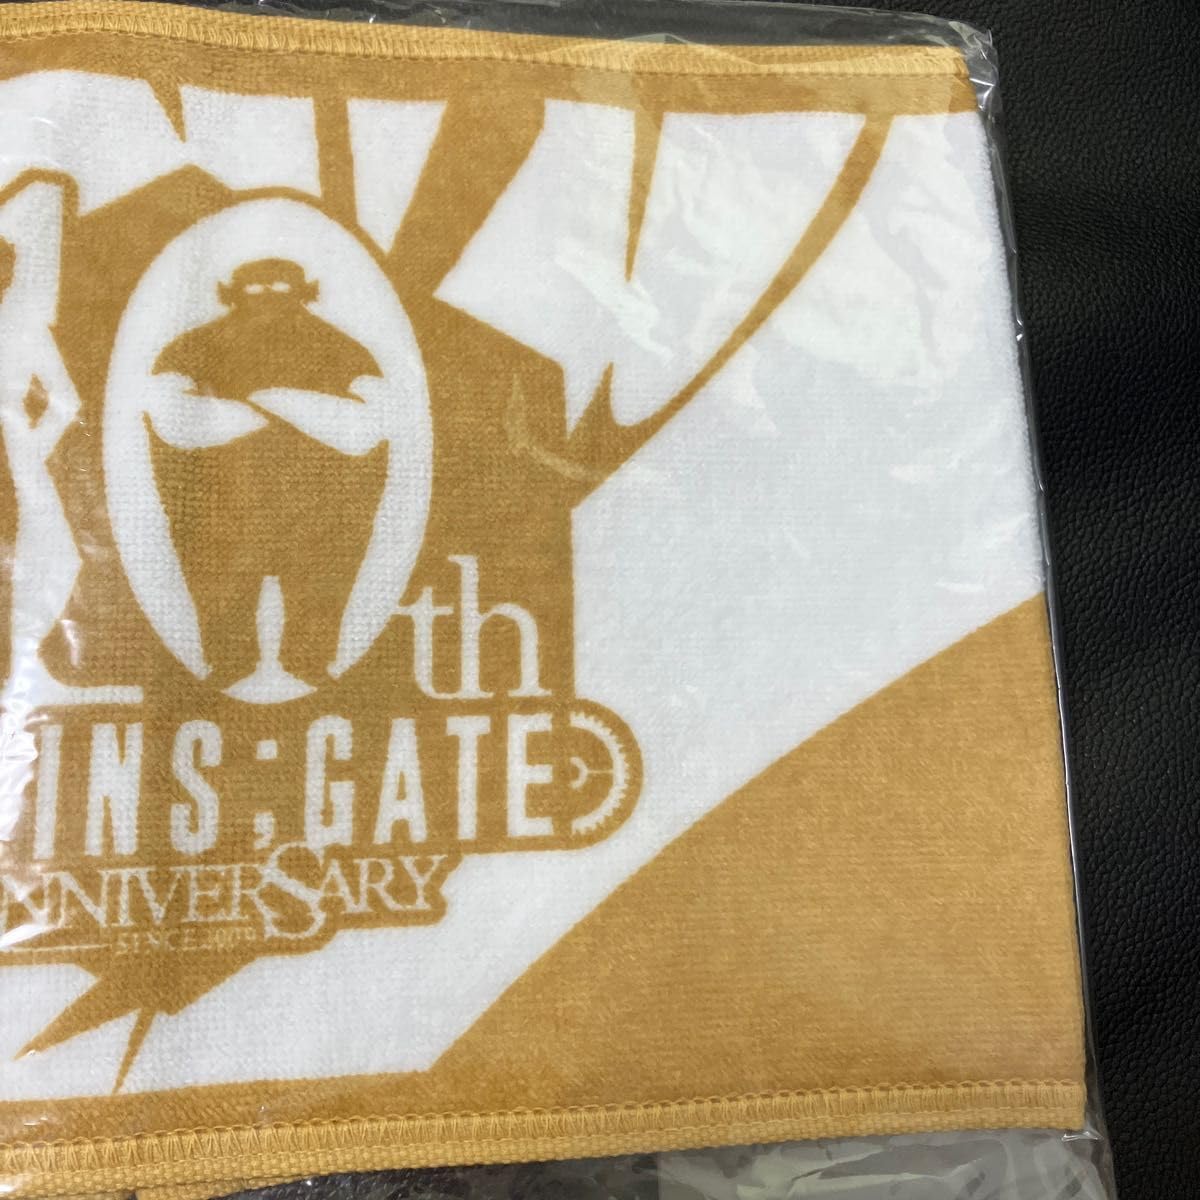 th
INS;GATE
NNIVERSARY
SINCE 2009